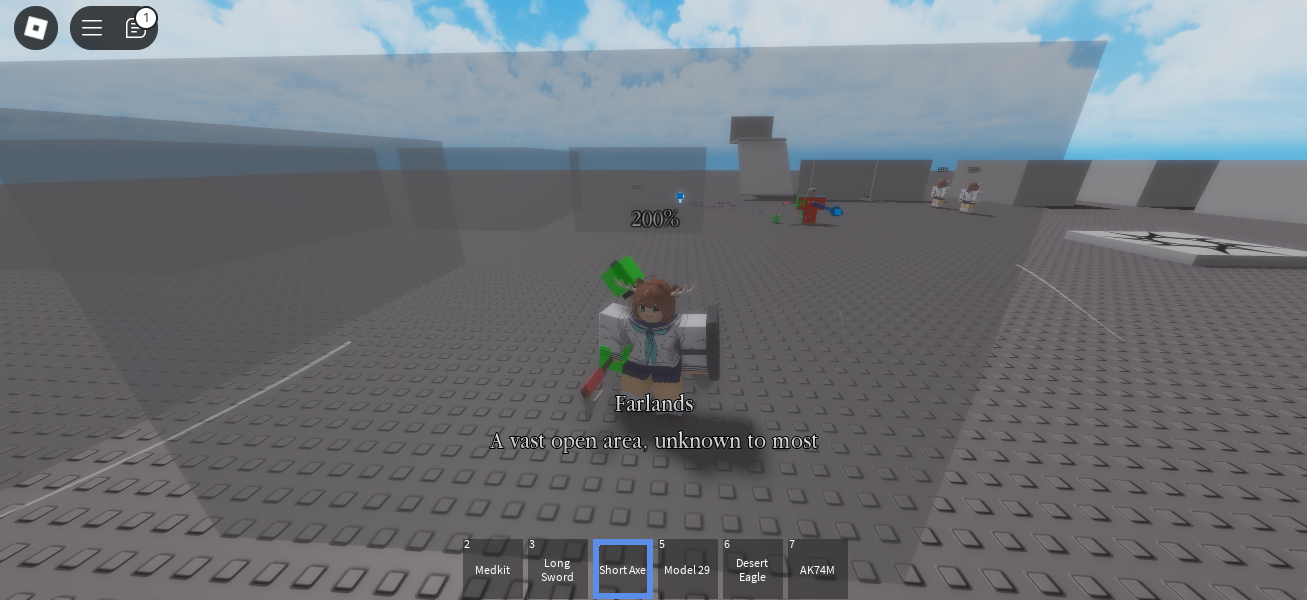 1
200%
Farlands
A vast open area, unknown to most
2
Medkit
3
Long
Sword
Short Axe
5
Model 29
6
Desert
Eagle
7
AK74M